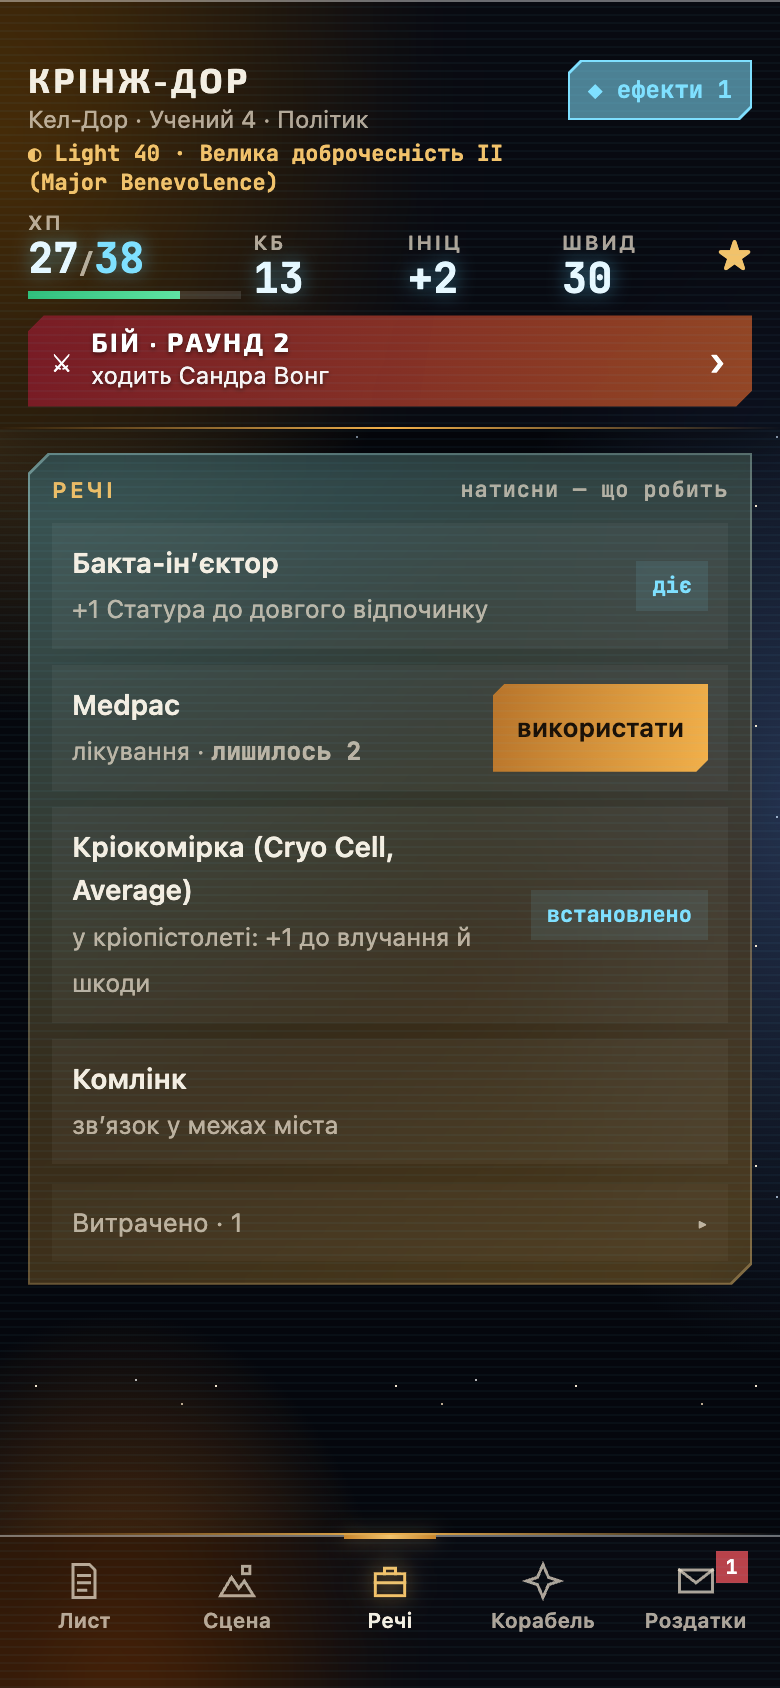 КРІНЖ-ДОР
◆ ефекти 1
Кел-Дор · Учений 4 · Політик
◐ Light 40 · Велика доброчесність II
(Major Benevolence)
ХП
27/38
КБ
13
ІНІЦ
+2
ШВИД
30
БІЙ · РАУНД 2
ходить Сандра Вонг
РЕЧІ
натисни — що робить
Бакта-ін’єктор
+1 Статура до довгого відпочинку
діє
Medpac
лікування · лишилось 2
використати
Кріокомірка (Cryo Cell,
Average)
у кріопістолеті: +1 до влучання й
шкоди
встановлено
Комлінк
зв’язок у межах міста
Витрачено · 1
Лист
Сцена
Речі
Корабель
Роздатки
1